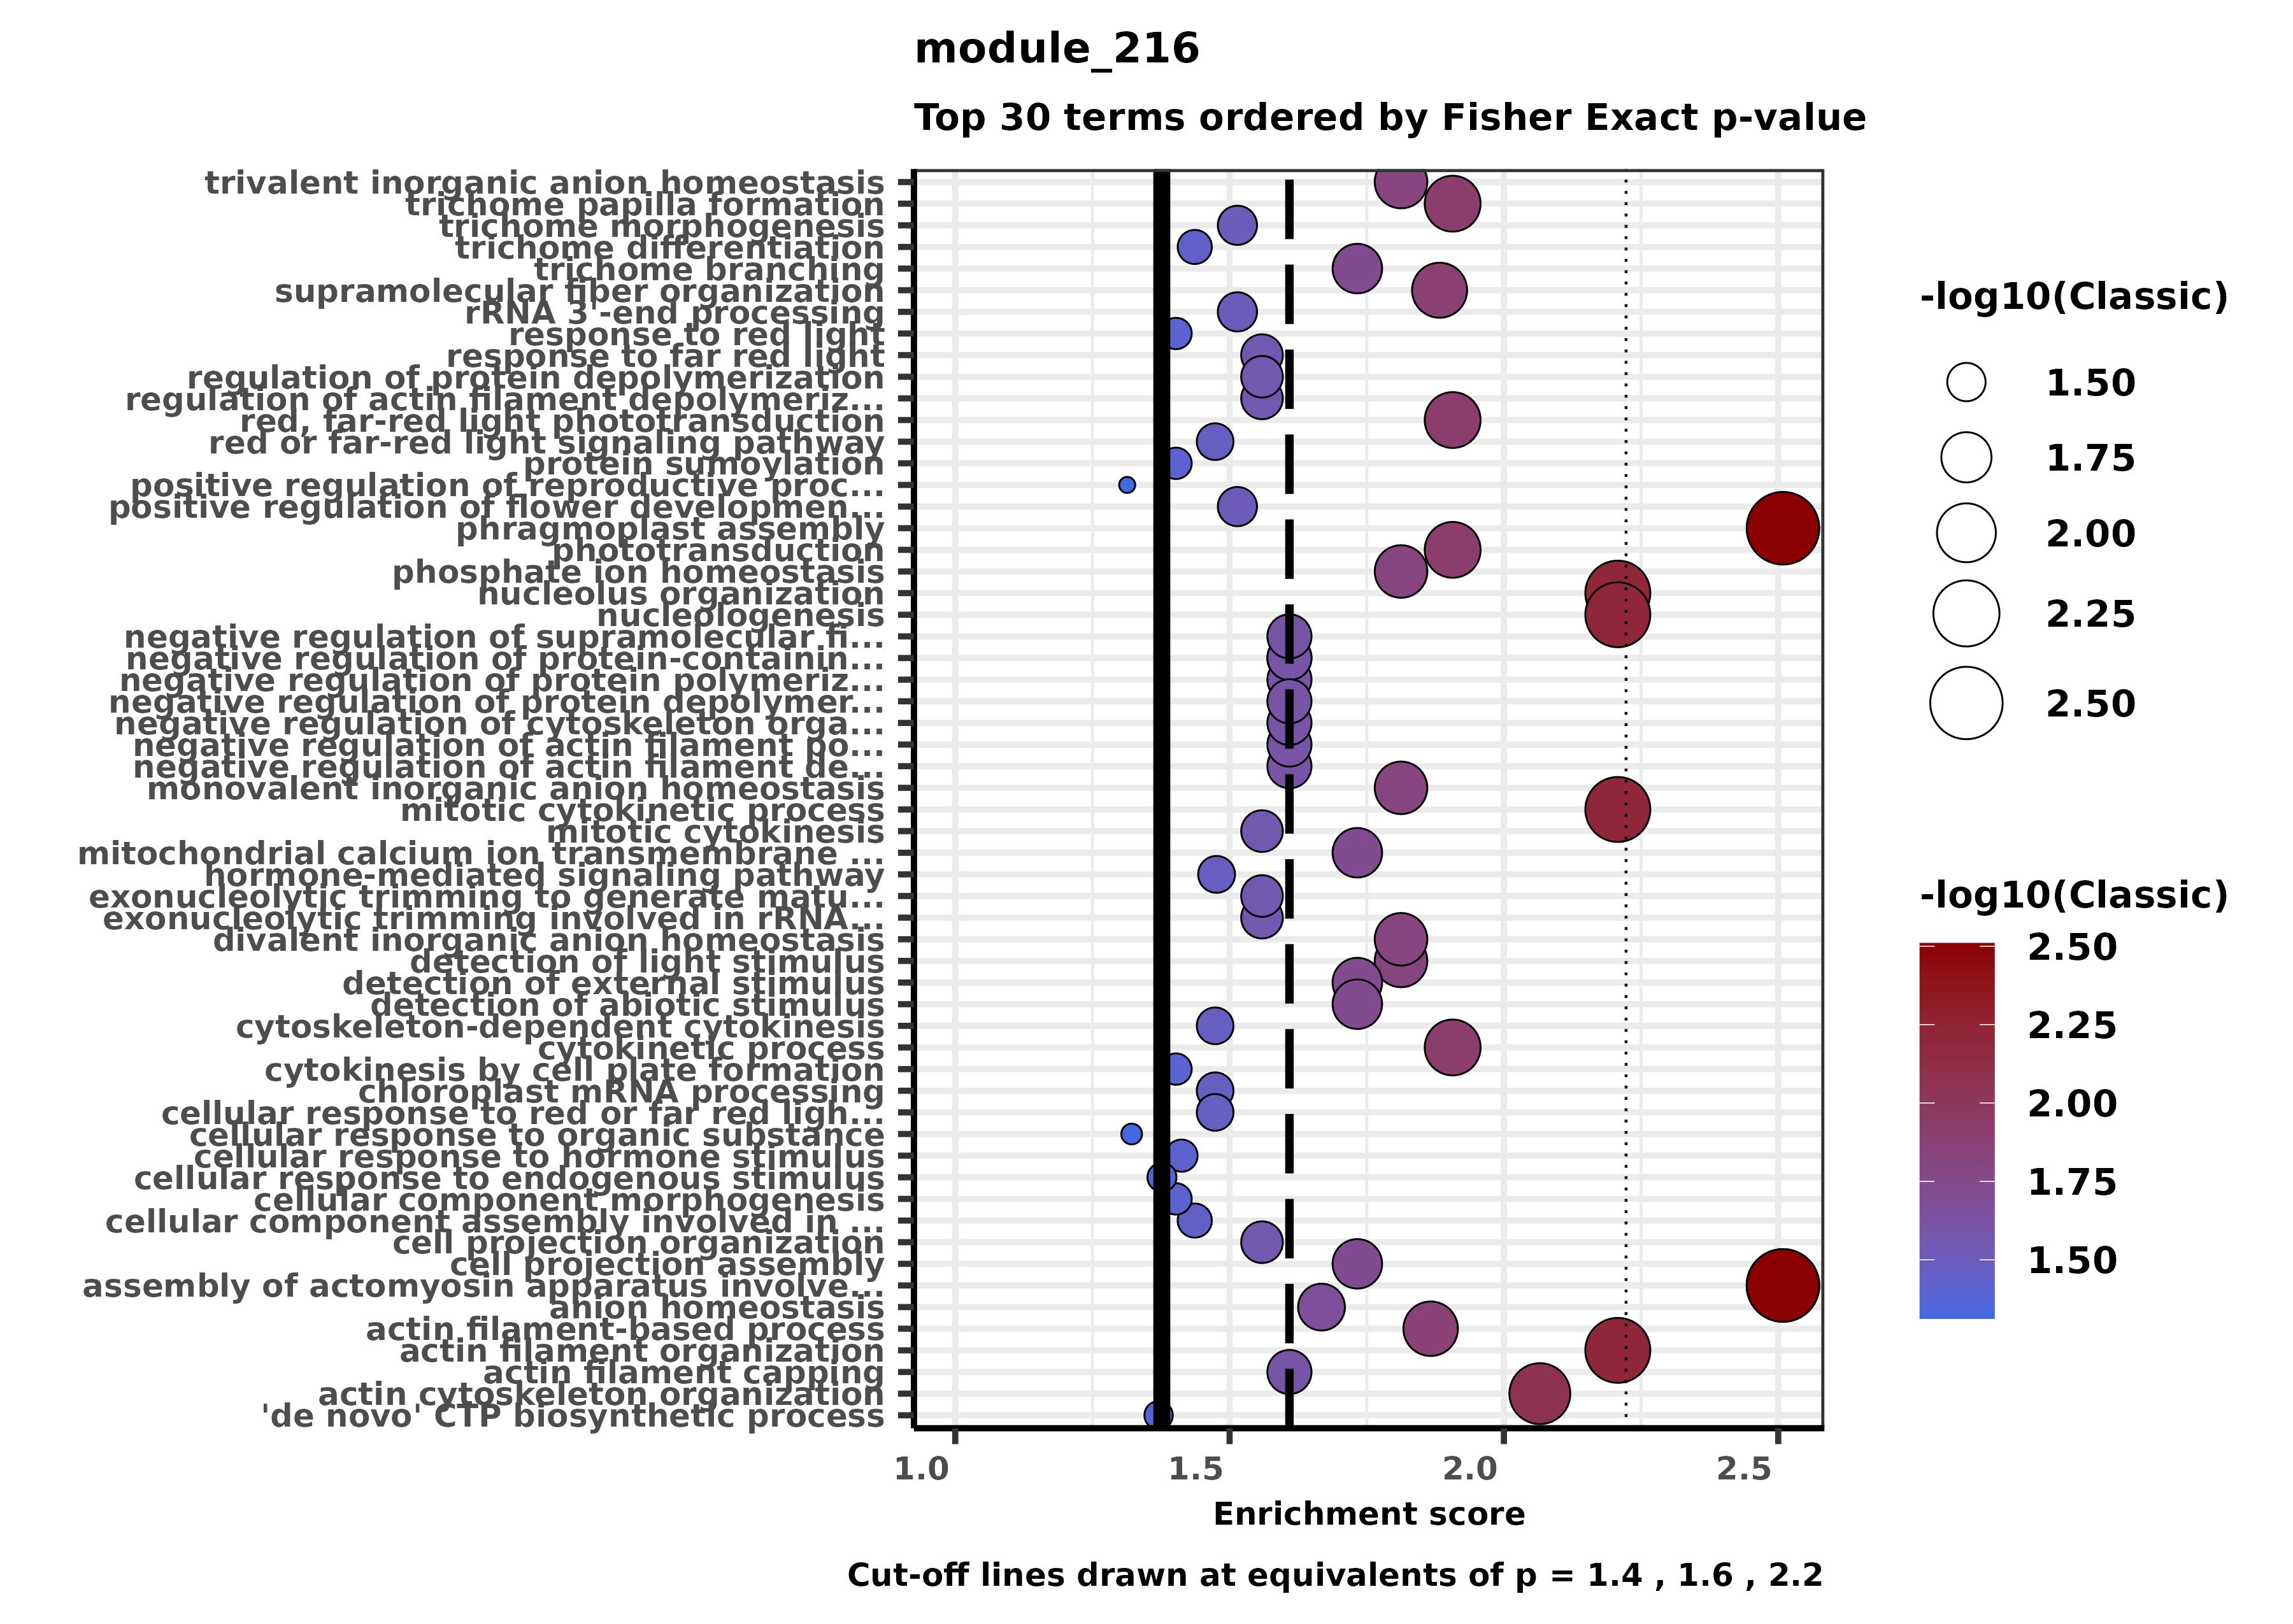 module_216
Top 30 terms ordered by Fisher Exact p-value
trivalent inorganic anion homeostasis
trichome papilla formation
trichome morphogenesis
trichome differentiation
trichome branching
supramolecular fiber organization
rRNA 3'-end processing
response to red light
response to far red light
regulation of protein depolymerization
regulation of actin filament depolymeriz...
red, far-red light phototransduction
red or far-red light signaling pathway
protein sumoylation
positive regulation of reproductive proc...
positive regulation of flower developmen...
phragmoplast assembly
phototransduction
phosphate ion homeostasis
nucleolus organization
nucleologenesis
negative regulation of supramolecular fi...
negative regulation of protein-containin...
negative regulation of protein polymeriz...
negative regulation of protein depolymer...
negative regulation of cytoskeleton orga...
negative regulation of actin filament po...
negative regulation of actin filament de...
monovalent inorganic anion homeostasis
mitotic cytokinetic process
mitotic cytokinesis
mitochondrial calcium ion transmembrane ...
hormone-mediated signaling pathway
exonucleolytic trimming to generate matu...
exonucleolytic trimming involved in rRNA...
divalent inorganic anion homeostasis
detection of light stimulus
detection of external stimulus
detection of abiotic stimulus
cytoskeleton-dependent cytokinesis
cytokinetic process
cytokinesis by cell plate formation
chloroplast mRNA processing
cellular response to red or far red ligh...
cellular response to organic substance
cellular response to hormone stimulus
cellular response to endogenous stimulus
cellular component morphogenesis
cellular component assembly involved in ...
cell projection organization
cell projection assembly
assembly of actomyosin apparatus involve...
anion homeostasis
actin filament-based process
actin filament organization
actin filament capping
actin cytoskeleton organization
'de novo' CTP biosynthetic process
1.0 1.5 2.0 2.5
Enrichment score
Cut-off lines drawn at equivalents of p = 1.4 , 1.6 , 2.2
-log10(Classic)
1.50
1.75
2.00
2.25
2.50
-log10(Classic)
2.50
2.25
2.00
1.75
1.50